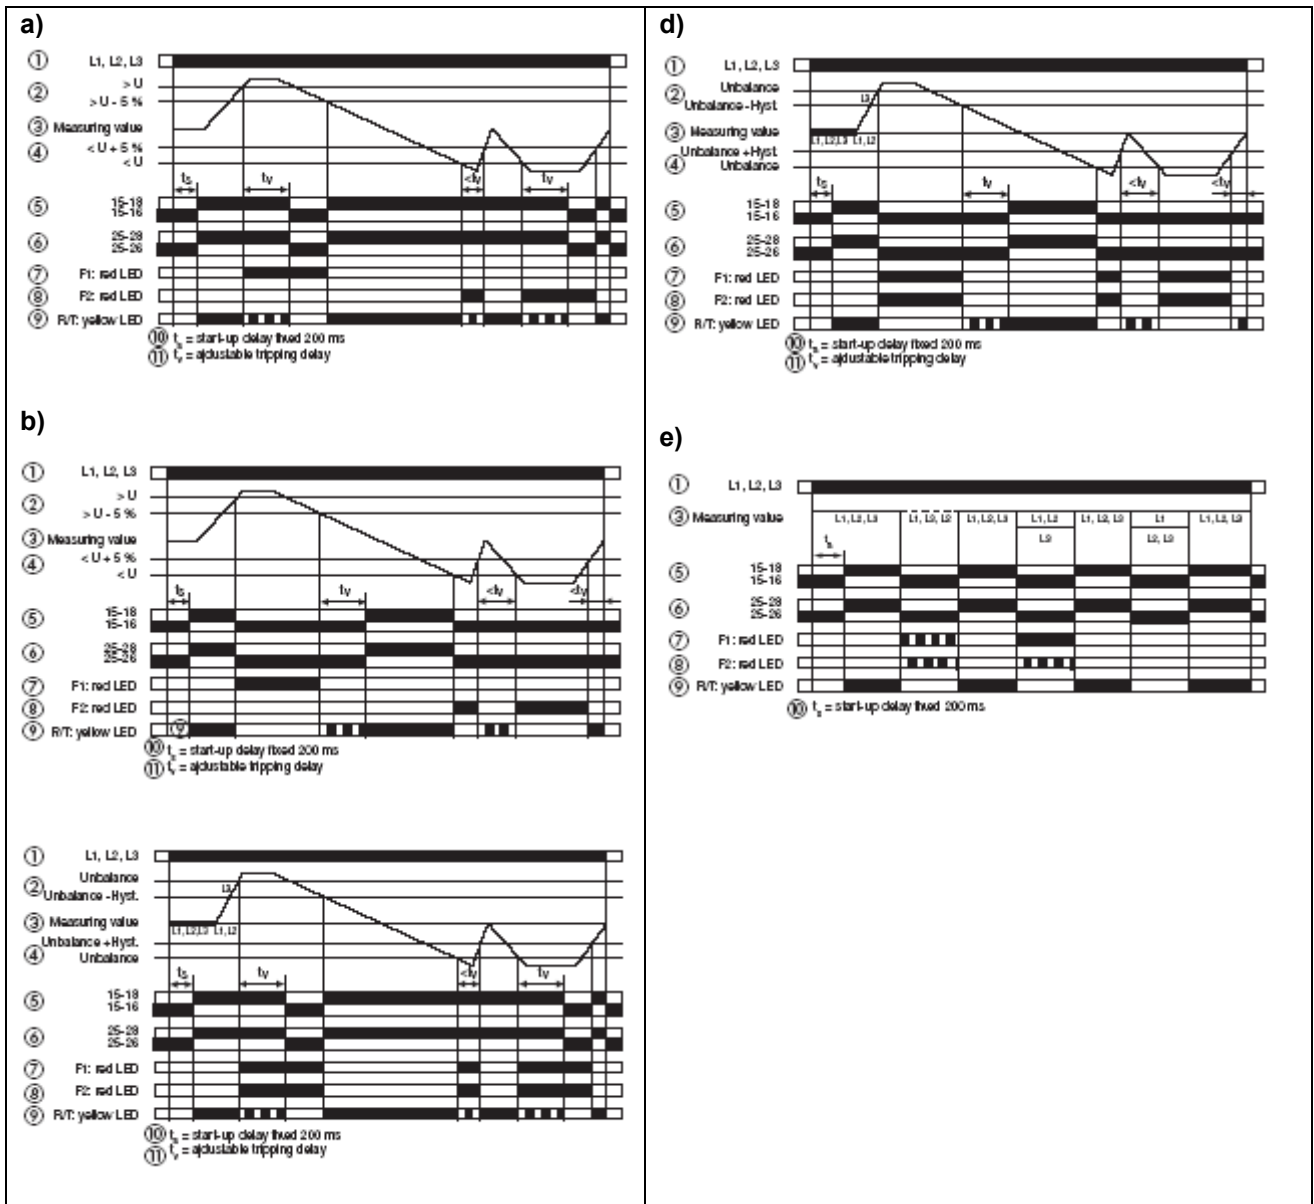 a)
① L1, L2, L3
② > U
> U - 5 %
③ Measuring value
④ < U + 5 %
< U
ts tv <tv tv
⑤ 15-18
15-16
⑥ 25-28
25-26
⑦ F1: red LED
⑧ F2: red LED
⑨ R/T: yellow LED
⑩ ts = start-up delay fixed 200 ms
⑪ tv = ajdustable tripping delay
b)
① L1, L2, L3
② > U
> U - 5 %
③ Measuring value
④ < U + 5 %
< U
ts tv <tv <tv
⑤ 15-18
15-16
⑥ 25-28
25-26
⑦ F1: red LED
⑧ F2: red LED
⑨ R/T: yellow LED ⑨
⑩ ts = start-up delay fixed 200 ms
⑪ tv = ajdustable tripping delay
① L1, L2, L3
② Unbalance
Unbalance - Hyst.
L3
③ Measuring value
L1, L2, L3 L1, L2
④ Unbalance + Hyst.
Unbalance
ts tv <tv tv
⑤ 15-18
15-16
⑥ 25-28
25-26
⑦ F1: red LED
⑧ F2: red LED
⑨ R/T: yellow LED
⑩ ts = start-up delay fixed 200 ms
⑪ tv = ajdustable tripping delay
d)
① L1, L2, L3
② Unbalance
L3
Unbalance - Hyst.
③ Measuring value
L1, L2, L3 L1, L2
④ Unbalance + Hyst.
Unbalance
ts tv <tv <tv
⑤ 15-18
15-16
⑥ 25-28
25-26
⑦ F1: red LED
⑧ F2: red LED
⑨ R/T: yellow LED
⑩ ts = start-up delay fixed 200 ms
⑪ tv = ajdustable tripping delay
e)
① L1, L2, L3
③ Measuring value L1, L2, L3 L1, L3, L2 L1, L2, L3 L1, L2 L1, L2, L3 L1 L1, L2, L3
L3 L2, L3
ts
⑤ 15-18
15-16
⑥ 25-28
25-26
⑦ F1: red LED
⑧ F2: red LED
⑨ R/T: yellow LED
⑩ ts = start-up delay fixed 200 ms